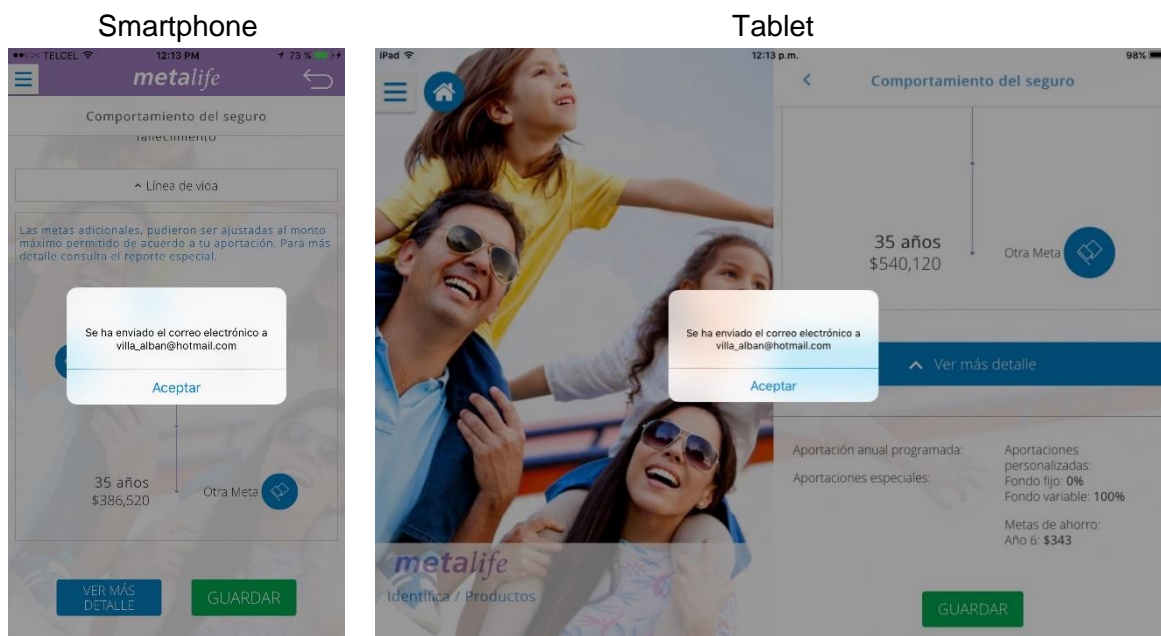 Smartphone
TELCEL 12:13 PM 73 %
metalife
Comportamiento del seguro
fallecimiento
Línea de vida
Las metas adicionales, pudieron ser ajustadas al monto
máximo permitido de acuerdo a tu aportación. Para más
detalle consulta el reporte especial.
Se ha enviado el correo electrónico a
villa_alban@hotmail.com
Aceptar
35 años
$386,520
Otra Meta
VER MÁS
DETALLE
GUARDAR
Tablet
iPad 12:13 p.m. 98%
Comportamiento del seguro
35 años
$540,120
Otra Meta
Se ha enviado el correo electrónico a
villa_alban@hotmail.com
Aceptar
Ver más detalle
Aportación anual programada:
Aportaciones especiales:
Aportaciones
personalizadas:
Fondo fijo: 0%
Fondo variable: 100%
Metas de ahorro:
Año 6: $343
metalife
Identifica / Productos
GUARDAR